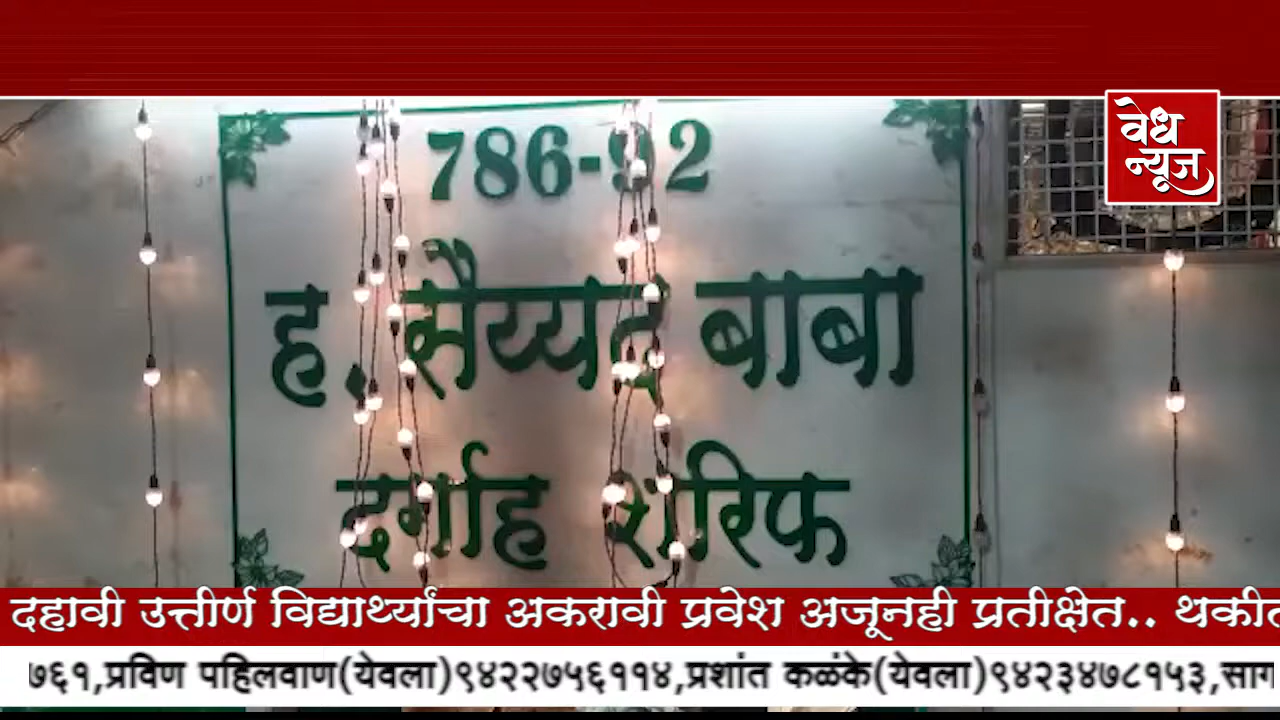 वेध
न्यूज
786-92
ह. सैय्यद बाबा
दर्गाह शरिफ
दहावी उत्तीर्ण विद्यार्थ्यांचा अकरावी प्रवेश अजूनही प्रतीक्षेत.. थकीत
७६१,प्रविण पहिलवाण(येवला)९४२२७५६११४,प्रशांत कळंके(येवला)९४२३४७८१५३,साग